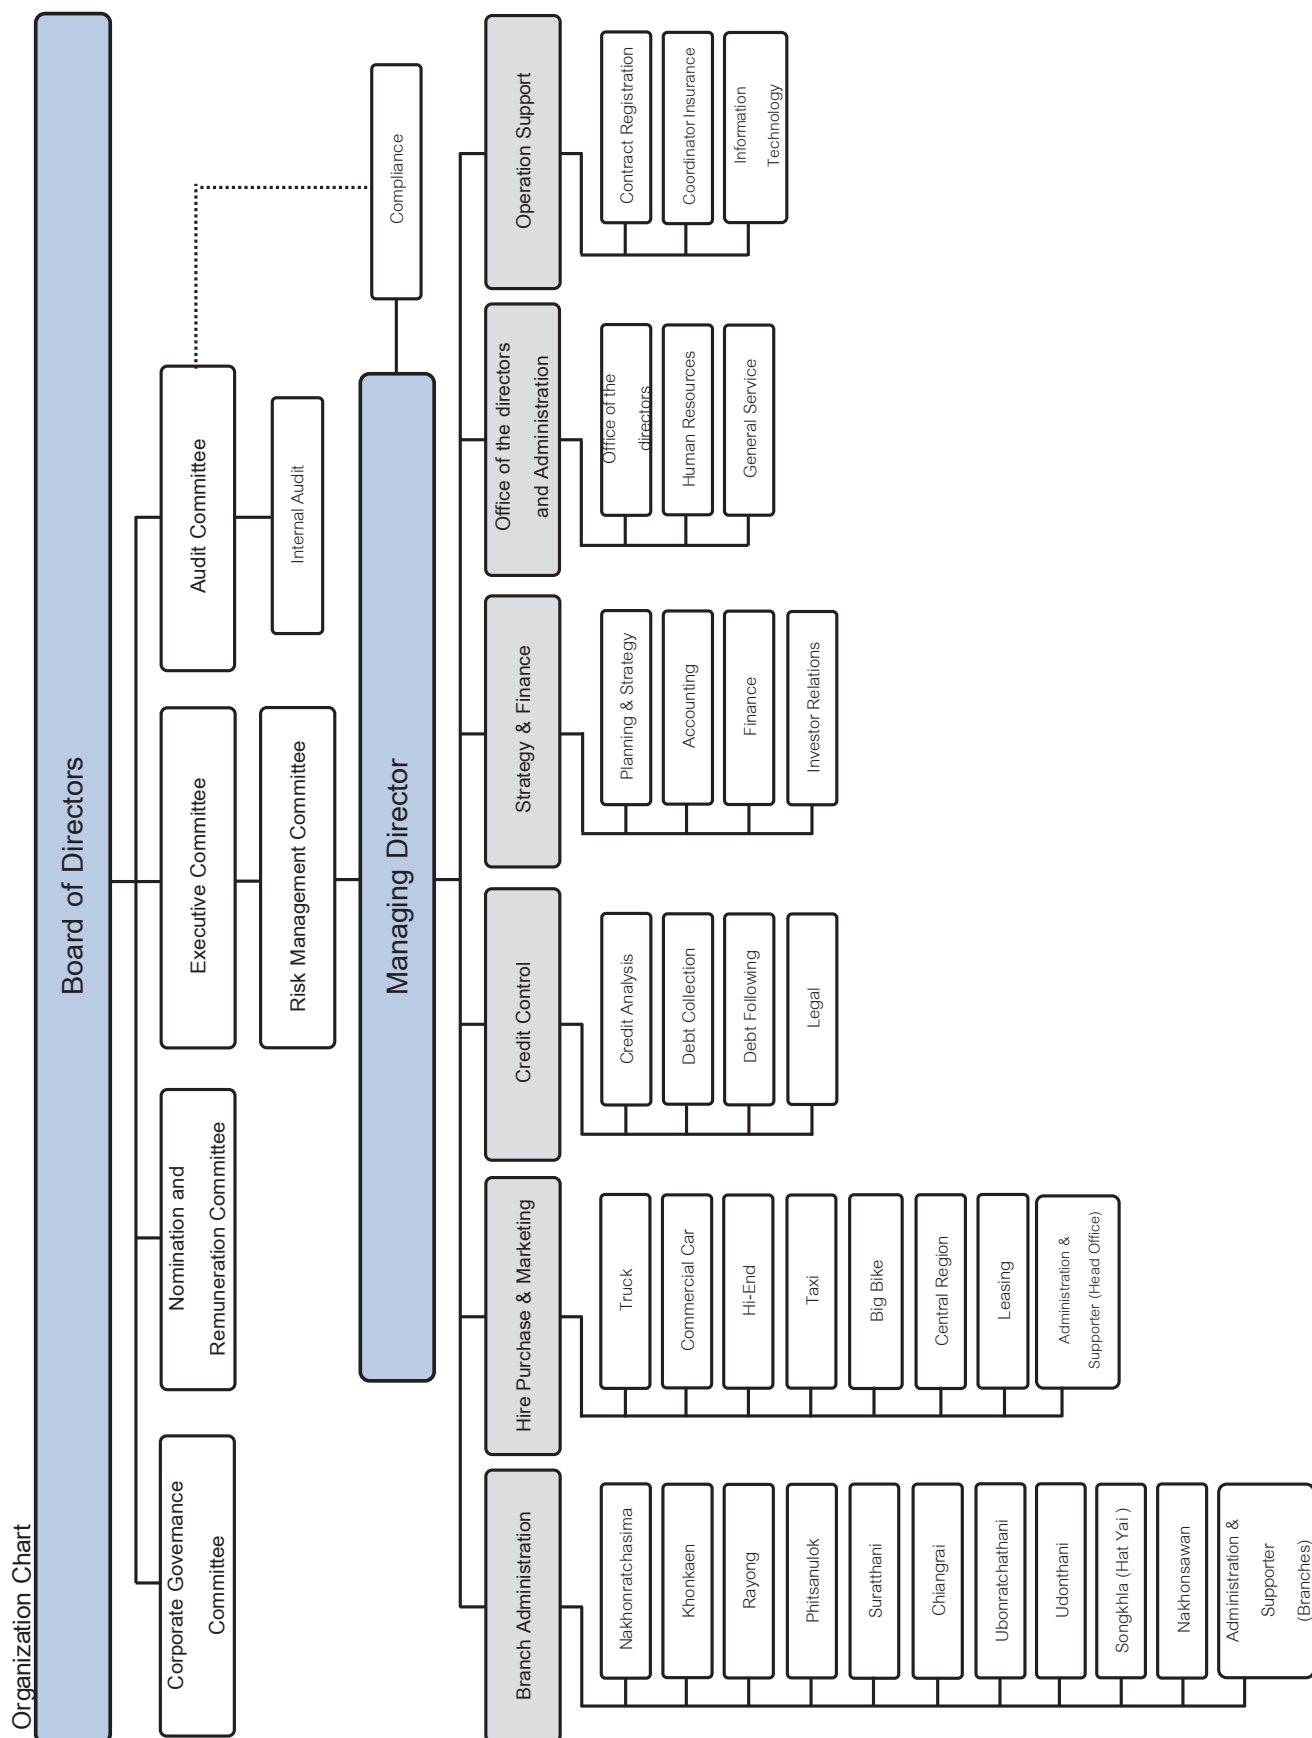 Organization Chart
Board of Directors
Corporate Governance
Committee
Nomination and
Remuneration Committee
Executive Committee
Audit Committee
Risk Management Committee
Internal Audit
Managing Director
Compliance
Branch Administration
Nakhonratchasima
Khonkaen
Rayong
Phitsanulok
Suratthani
Chiangrai
Ubonratchathani
Udonthani
Songkhla (Hat Yai )
Nakhonsawan
Administration &
Supporter
(Branches)
Hire Purchase & Marketing
Truck
Commercial Car
Hi-End
Taxi
Big Bike
Central Region
Leasing
Administration &
Supporter (Head Office)
Credit Control
Credit Analysis
Debt Collection
Debt Following
Legal
Strategy & Finance
Planning & Strategy
Accounting
Finance
Investor Relations
Office of the directors
and Administration
Office of the
directors
Human Resources
General Service
Operation Support
Contract Registration
Coordinator Insurance
Information
Technology